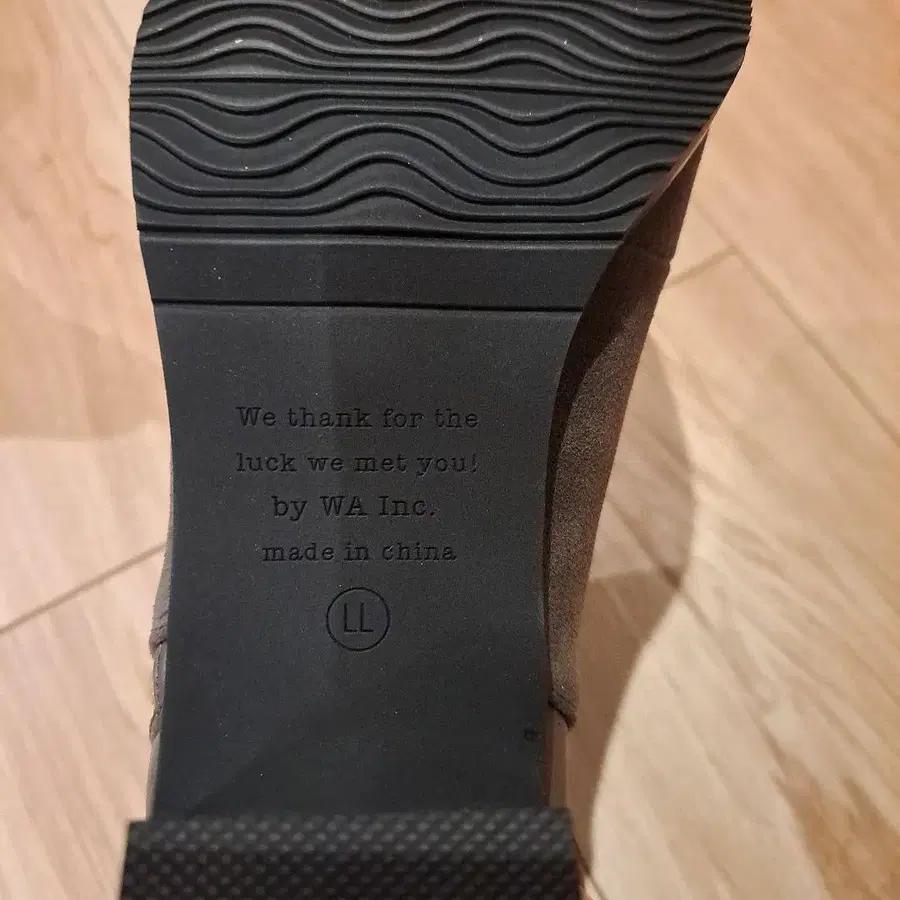 We thank for the
luck we met you!
by WA Inc.
made in china
LL